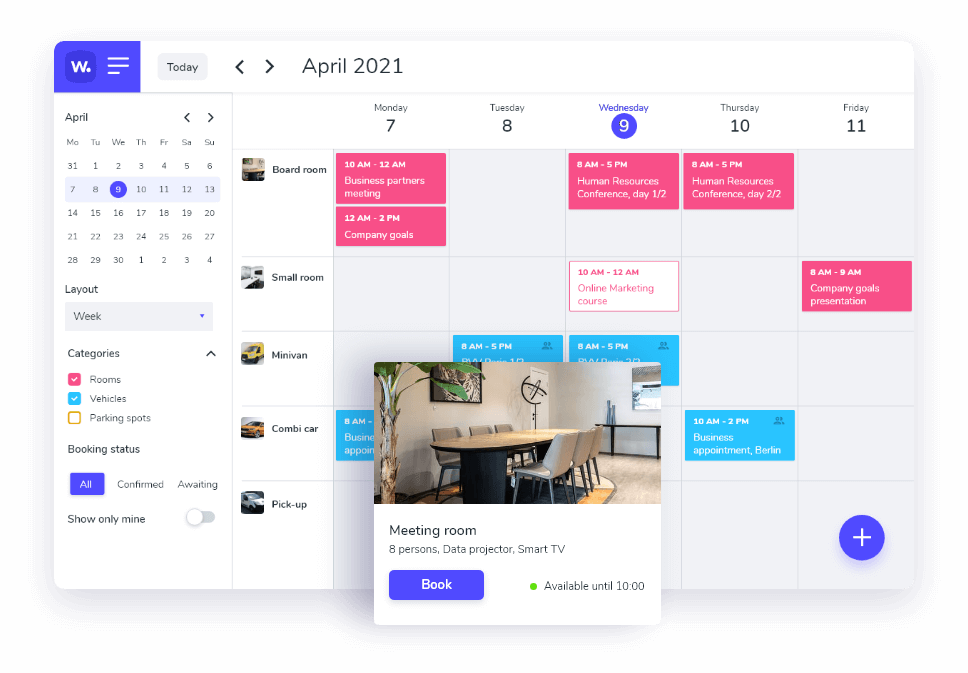 w.
Today
April 2021
April
Mo Tu We Th Fr Sa Su
31 1 2 3 4 5 6
7 8 9 10 11 12 13
14 15 16 17 18 19 20
21 22 23 24 25 26 27
28 29 30 1 2 3 4
Layout
Week
Categories
Rooms
Vehicles
Parking spots
Booking status
All Confirmed Awaiting
Show only mine
Monday Tuesday Wednesday Thursday Friday
7 8 9 10 11
Board room
10 AM - 12 AM
Business partners
meeting
12 AM - 2 PM
Company goals
8 AM - 5 PM
Human Resources
Conference, day 1/2
8 AM - 5 PM
Human Resources
Conference, day 2/2
Small room
10 AM - 12 AM
Online Marketing
course
8 AM - 9 AM
Company goals
presentation
Minivan
8 AM - 5 PM
8 AM - 5 PM
Combi car
8 AM -
10 AM - 2 PM
Business
appointment, Berlin
Pick-up
Meeting room
8 persons, Data projector, Smart TV
Book
Available until 10:00